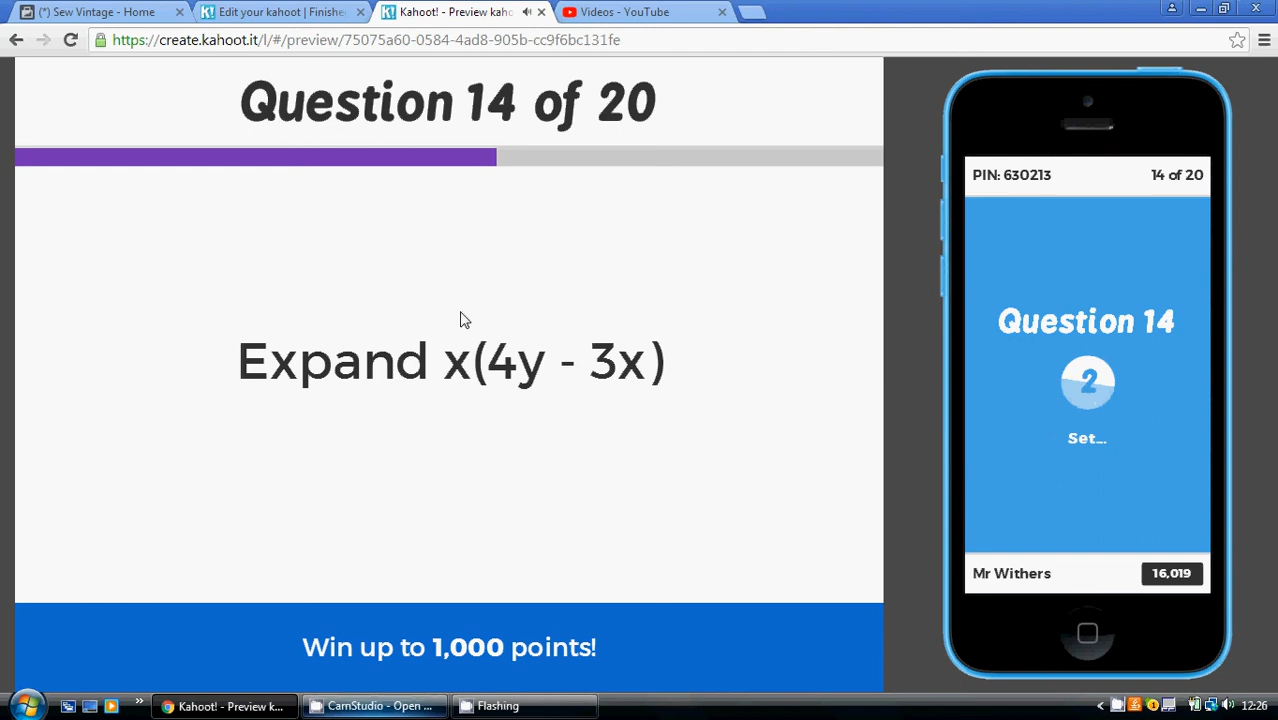 (*) Sew Vintage - Home
Edit your kahoot | Finishe
Kahoot! - Preview kaho
Videos - YouTube
https://create.kahoot.it/l/#/preview/75075a60-0584-4ad8-905b-cc9f6bc131fe
Question 14 of 20
Expand x(4y - 3x)
Win up to 1,000 points!
PIN: 630213 14 of 20
Question 14
2
Set...
Mr Withers 16,019
Kahoot! - Preview k...
CamStudio - Open ...
Flashing
12:26